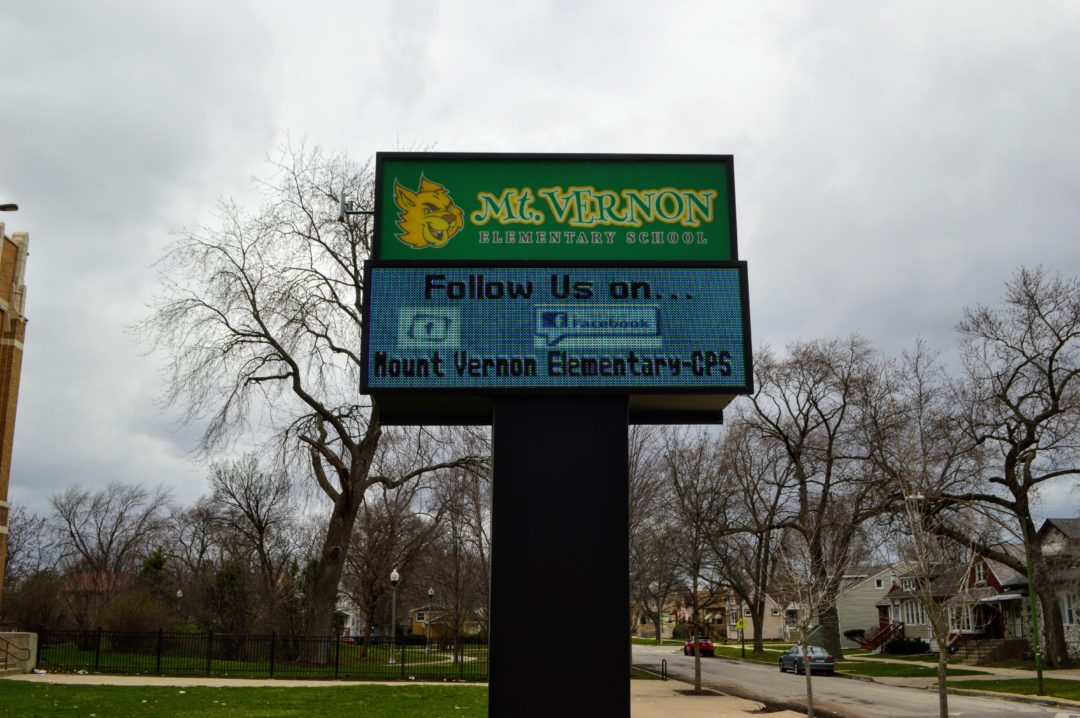 Mt. VERNON
ELEMENTARY SCHOOL
Follow Us on...
f f Facebook
Mount Vernon Elementary-CPS